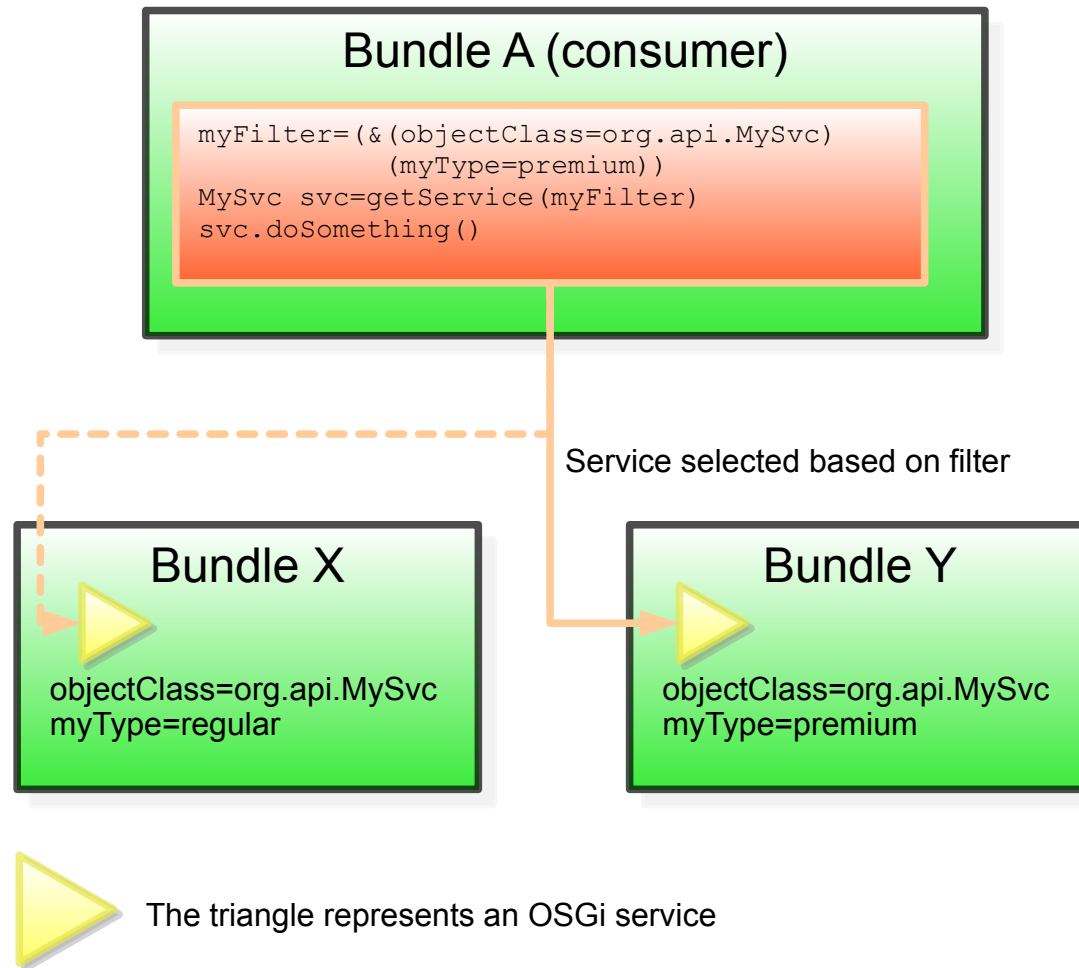 Bundle A (consumer)
myFilter=(&(objectClass=org.api.MySvc)
(myType=premium))
MySvc svc=getService(myFilter)
svc.doSomething()
Service selected based on filter
Bundle X
objectClass=org.api.MySvc
myType=regular
Bundle Y
objectClass=org.api.MySvc
myType=premium
The triangle represents an OSGi service